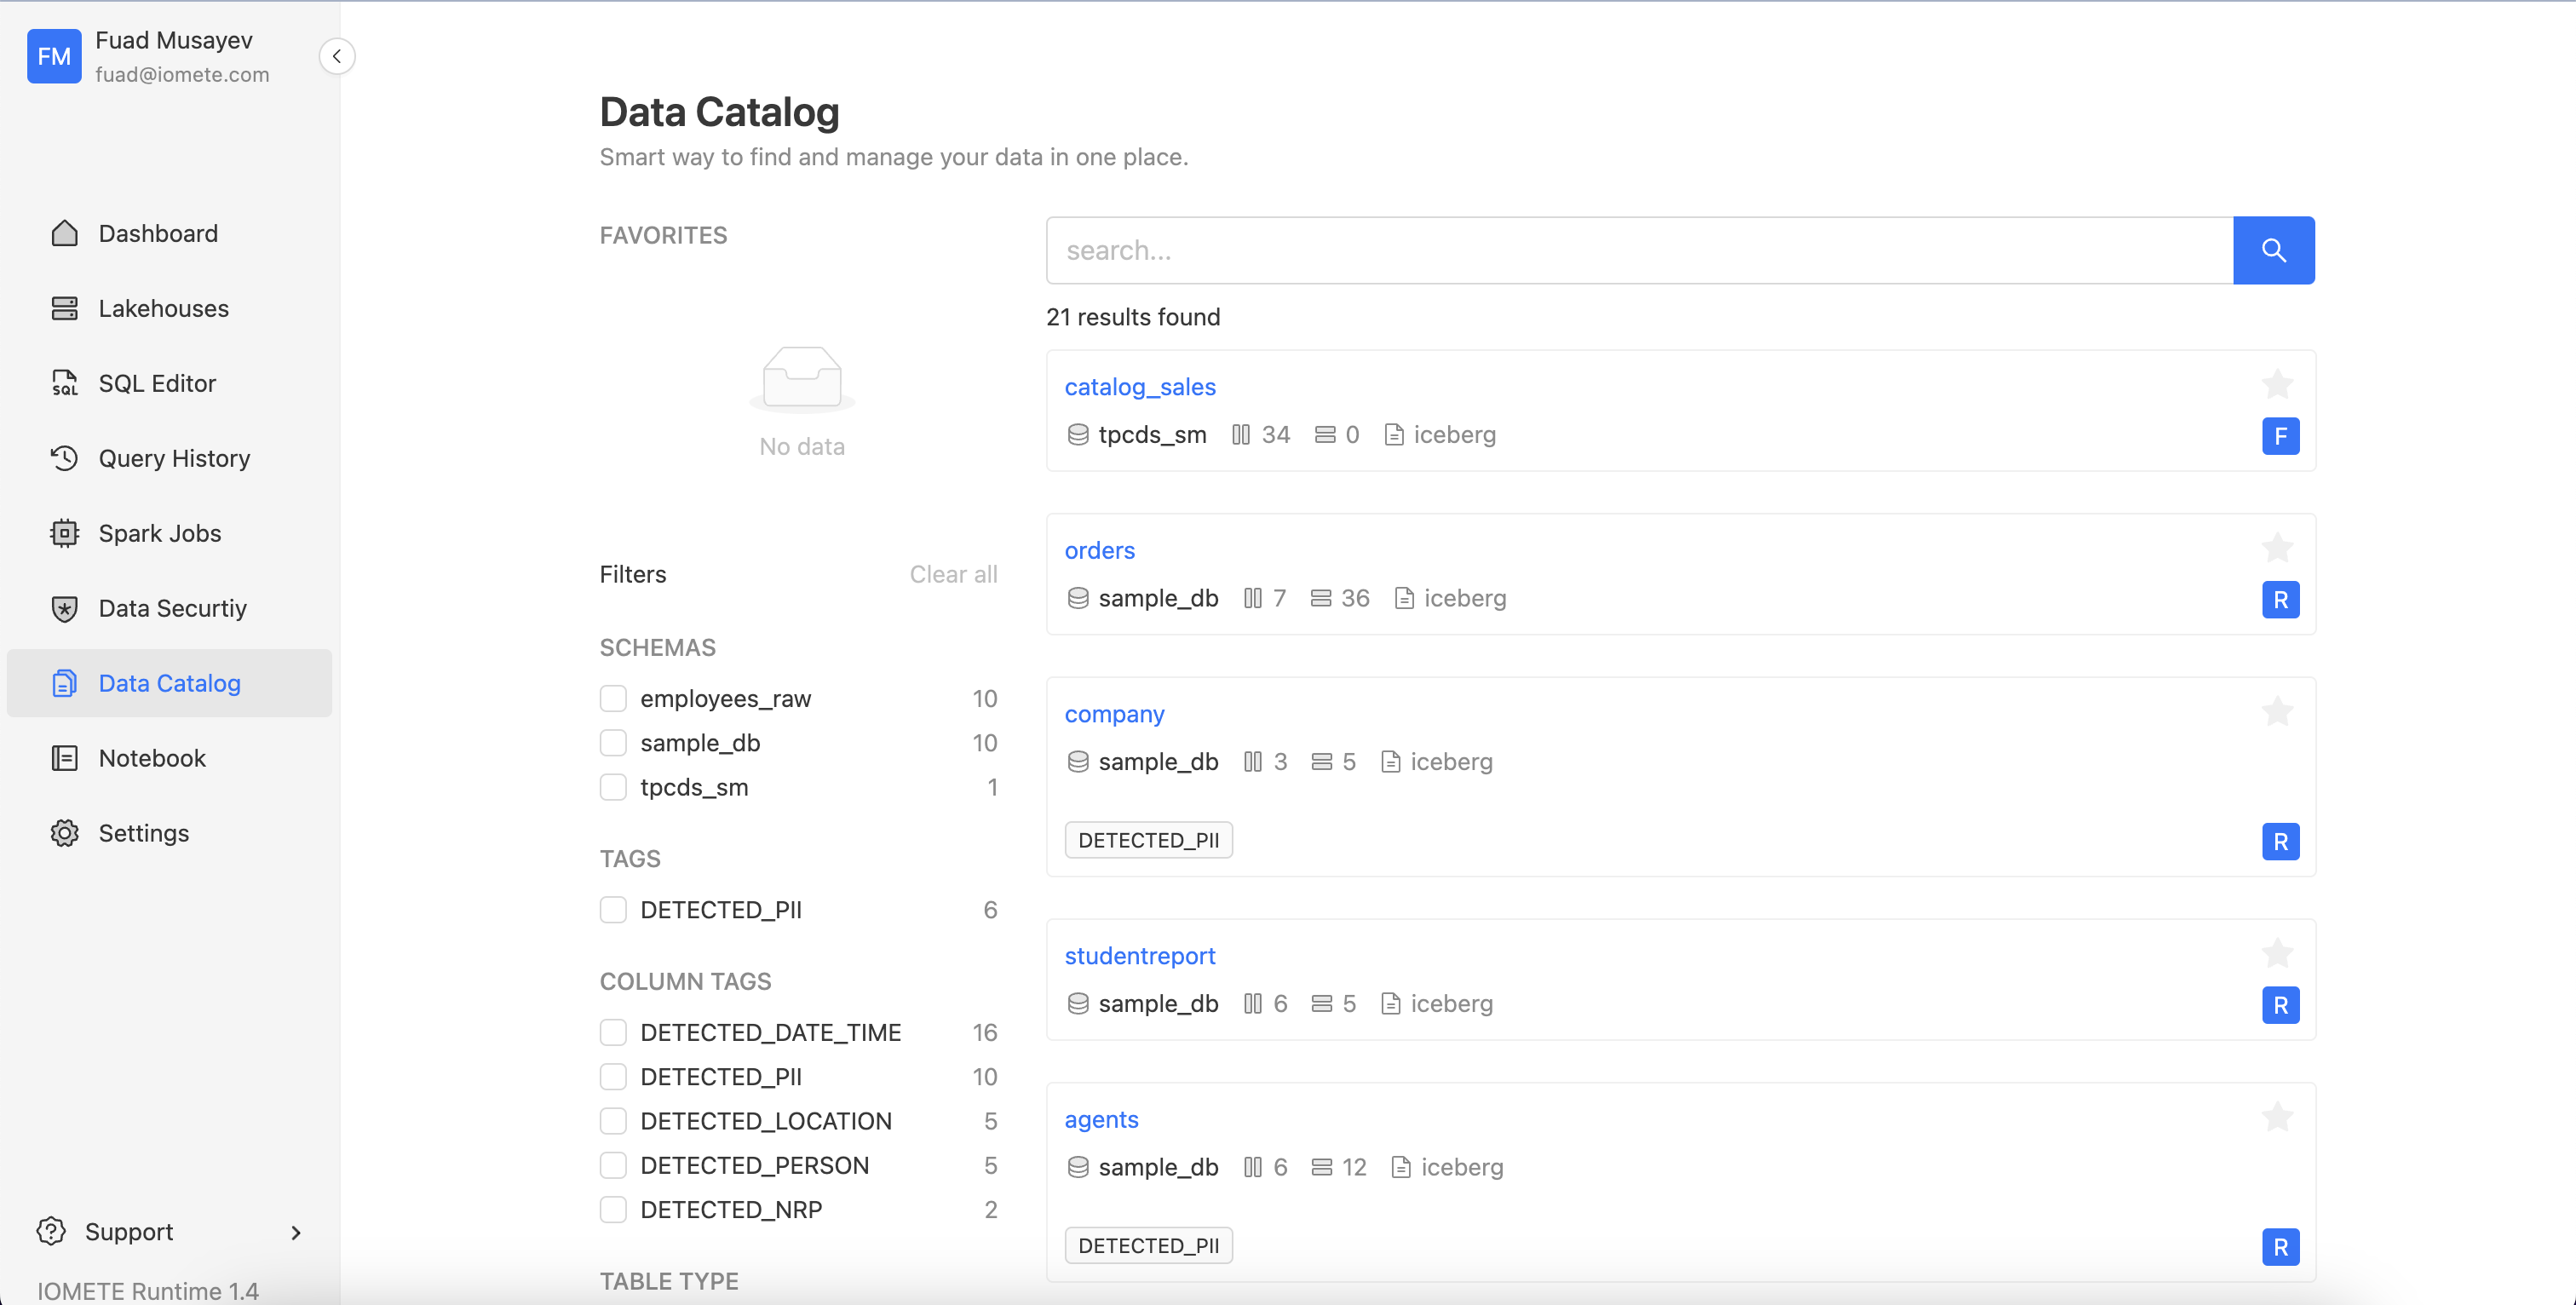 FM
Fuad Musayev
fuad@iomete.com
Dashboard
Lakehouses
SQL Editor
Query History
Spark Jobs
Data Securtiy
Data Catalog
Notebook
Settings
Support
IOMETE Runtime 1.4
Data Catalog
Smart way to find and manage your data in one place.
FAVORITES
No data
Filters Clear all
SCHEMAS
employees_raw 10
sample_db 10
tpcds_sm 1
TAGS
DETECTED_PII 6
COLUMN TAGS
DETECTED_DATE_TIME 16
DETECTED_PII 10
DETECTED_LOCATION 5
DETECTED_PERSON 5
DETECTED_NRP 2
TABLE TYPE
search...
21 results found
catalog_sales
tpcds_sm 34 0 iceberg F
orders
sample_db 7 36 iceberg R
company
sample_db 3 5 iceberg
DETECTED_PII R
studentreport
sample_db 6 5 iceberg R
agents
sample_db 6 12 iceberg
DETECTED_PII R